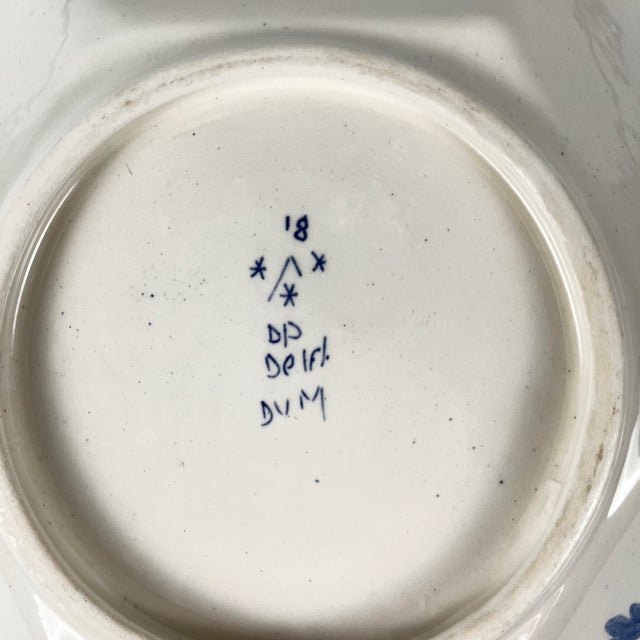 18
* Λ *
*
DP
Delft
D.V.M